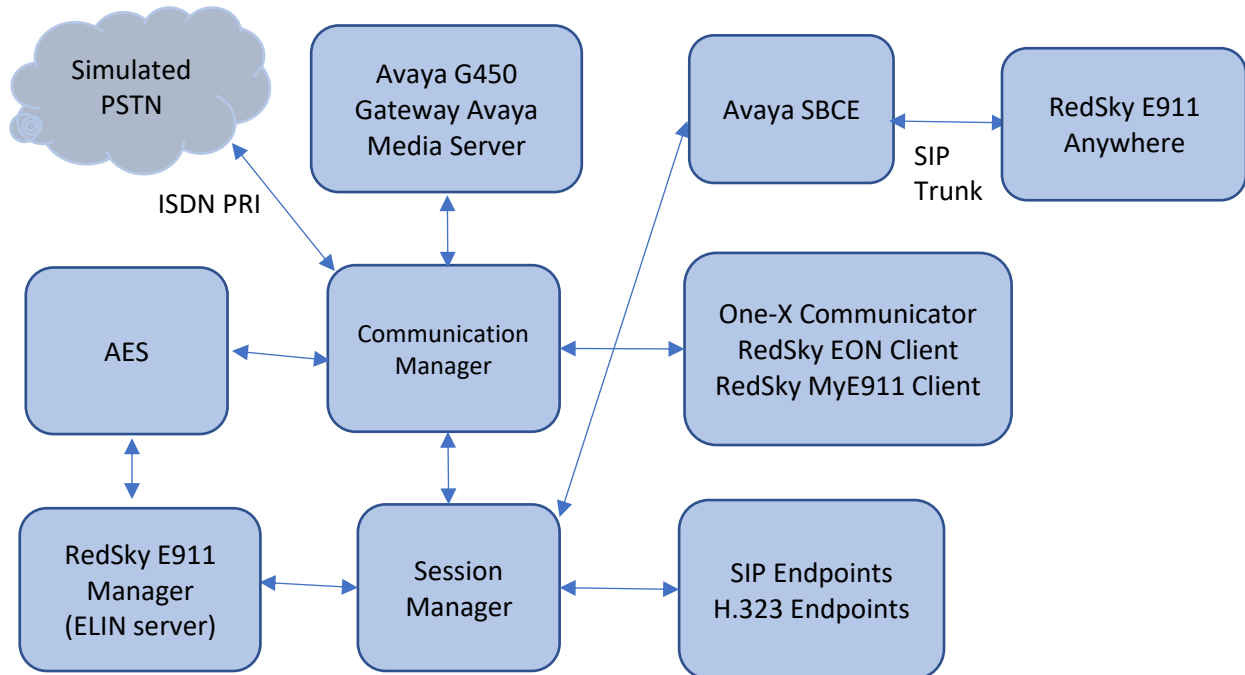 Simulated
PSTN
Avaya G450
Gateway Avaya
Media Server
Avaya SBCE
RedSky E911
Anywhere
SIP
Trunk
ISDN PRI
AES
Communication
Manager
One-X Communicator
RedSky EON Client
RedSky MyE911 Client
RedSky E911
Manager
(ELIN server)
Session
Manager
SIP Endpoints
H.323 Endpoints